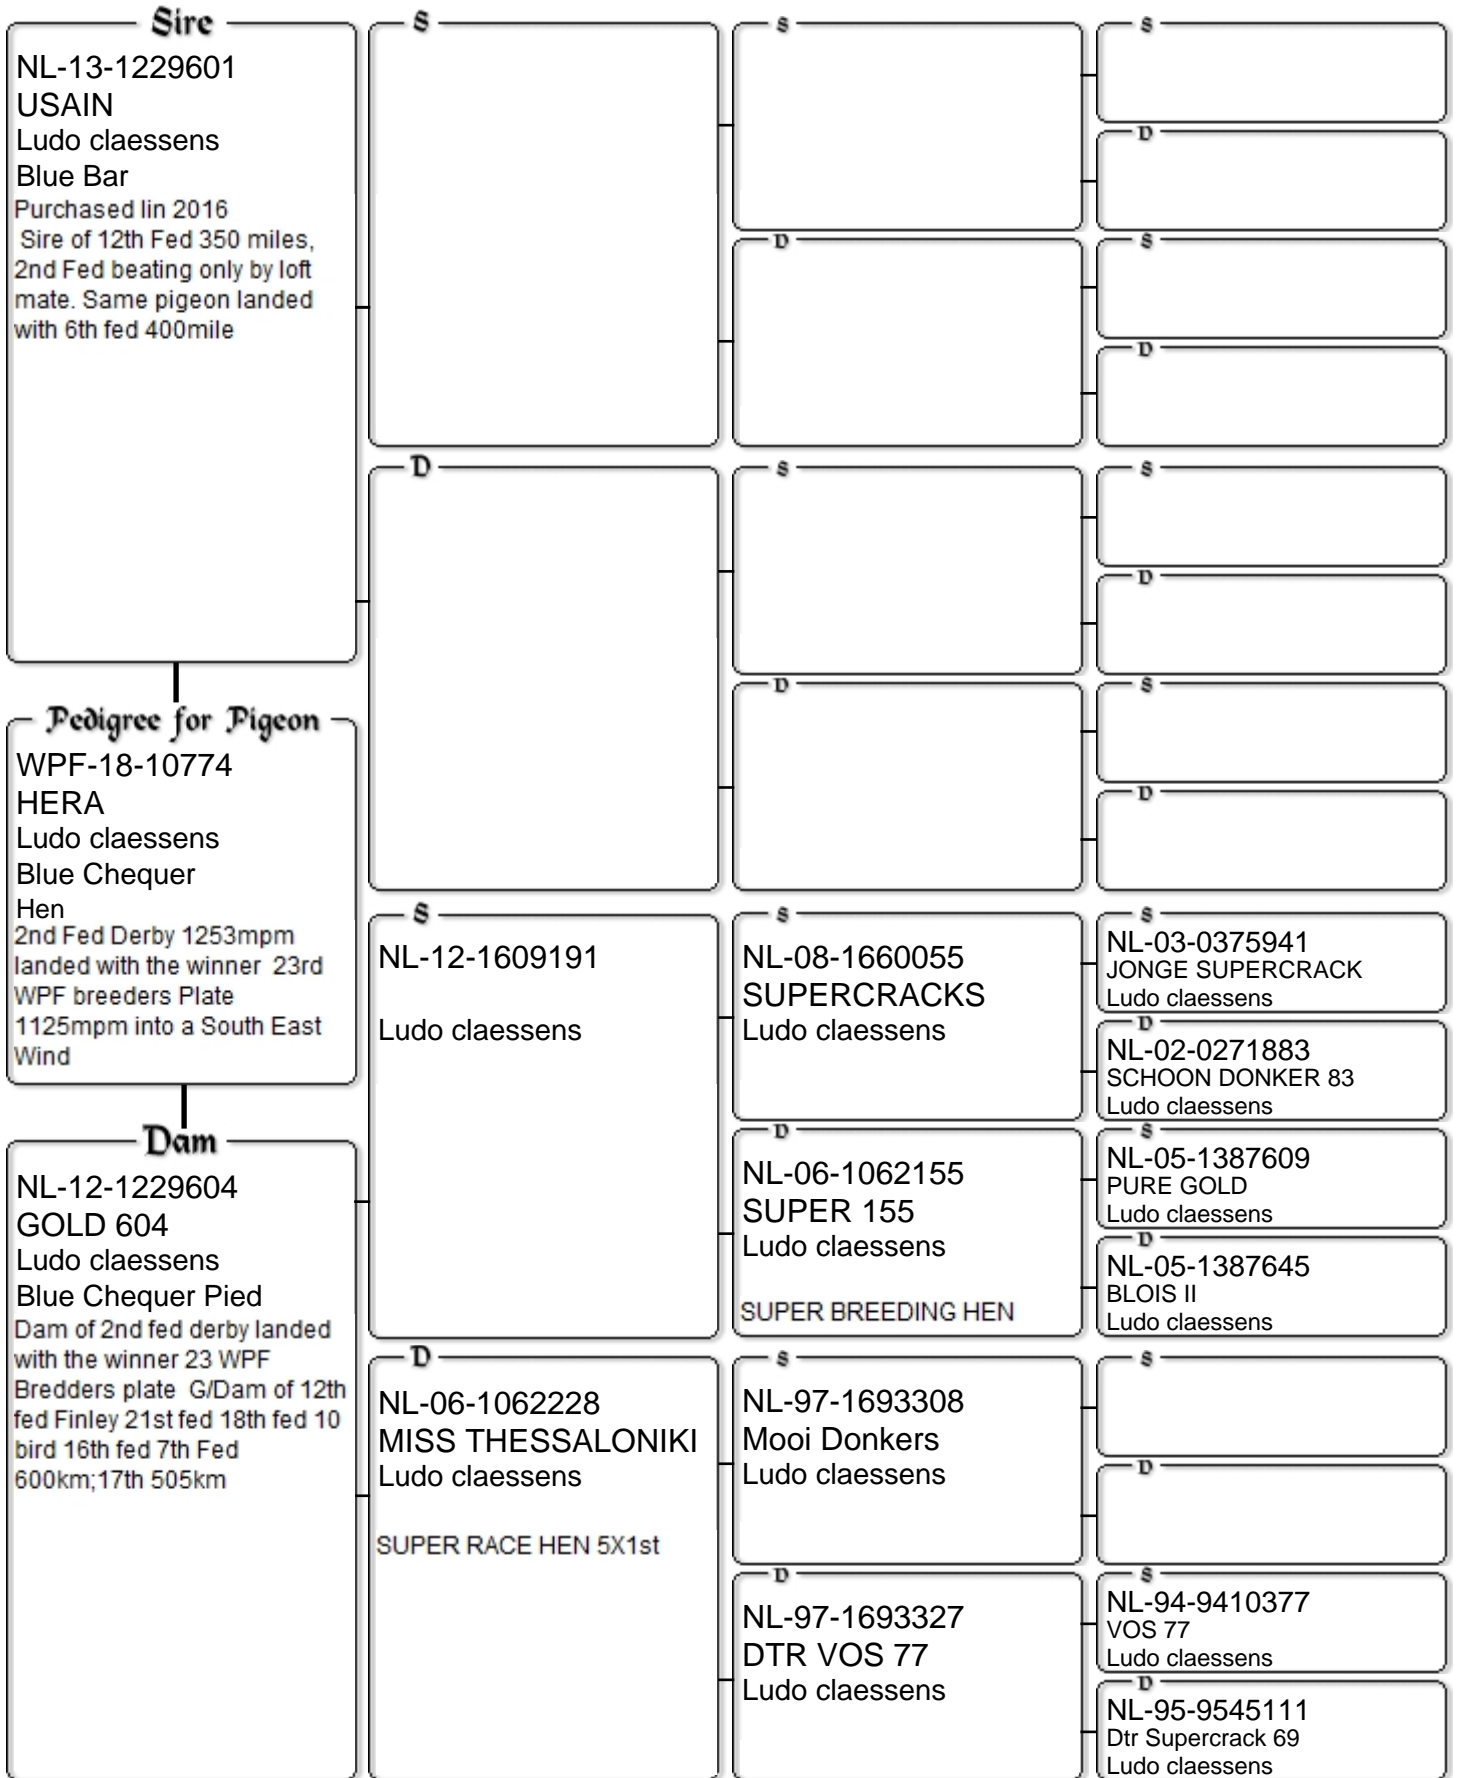 Sire
NL-13-1229601
USAIN
Ludo claessens
Blue Bar
Purchased lin 2016
Sire of 12th Fed 350 miles,
2nd Fed beating only by loft
mate. Same pigeon landed
with 6th fed 400mile
Pedigree for Pigeon
WPF-18-10774
HERA
Ludo claessens
Blue Chequer
Hen
2nd Fed Derby 1253mpm
landed with the winner 23rd
WPF breeders Plate
1125mpm into a South East
Wind
Dam
NL-12-1229604
GOLD 604
Ludo claessens
Blue Chequer Pied
Dam of 2nd fed derby landed
with the winner 23 WPF
Bredders plate G/Dam of 12th
fed Finley 21st fed 18th fed 10
bird 16th fed 7th Fed
600km;17th 505km
S
D
S
NL-12-1609191
Ludo claessens
D
NL-06-1062228
MISS THESSALONIKI
Ludo claessens
SUPER RACE HEN 5X1st
S
D
S
D
S
NL-08-1660055
SUPERCRACKS
Ludo claessens
D
NL-06-1062155
SUPER 155
Ludo claessens
SUPER BREEDING HEN
S
NL-97-1693308
Mooi Donkers
Ludo claessens
D
NL-97-1693327
DTR VOS 77
Ludo claessens
S
D
S
D
S
D
S
D
S
NL-03-0375941
JONGE SUPERCRACK
Ludo claessens
D
NL-02-0271883
SCHOON DONKER 83
Ludo claessens
S
NL-05-1387609
PURE GOLD
Ludo claessens
D
NL-05-1387645
BLOIS II
Ludo claessens
S
D
S
NL-94-9410377
VOS 77
Ludo claessens
D
NL-95-9545111
Dtr Supercrack 69
Ludo claessens